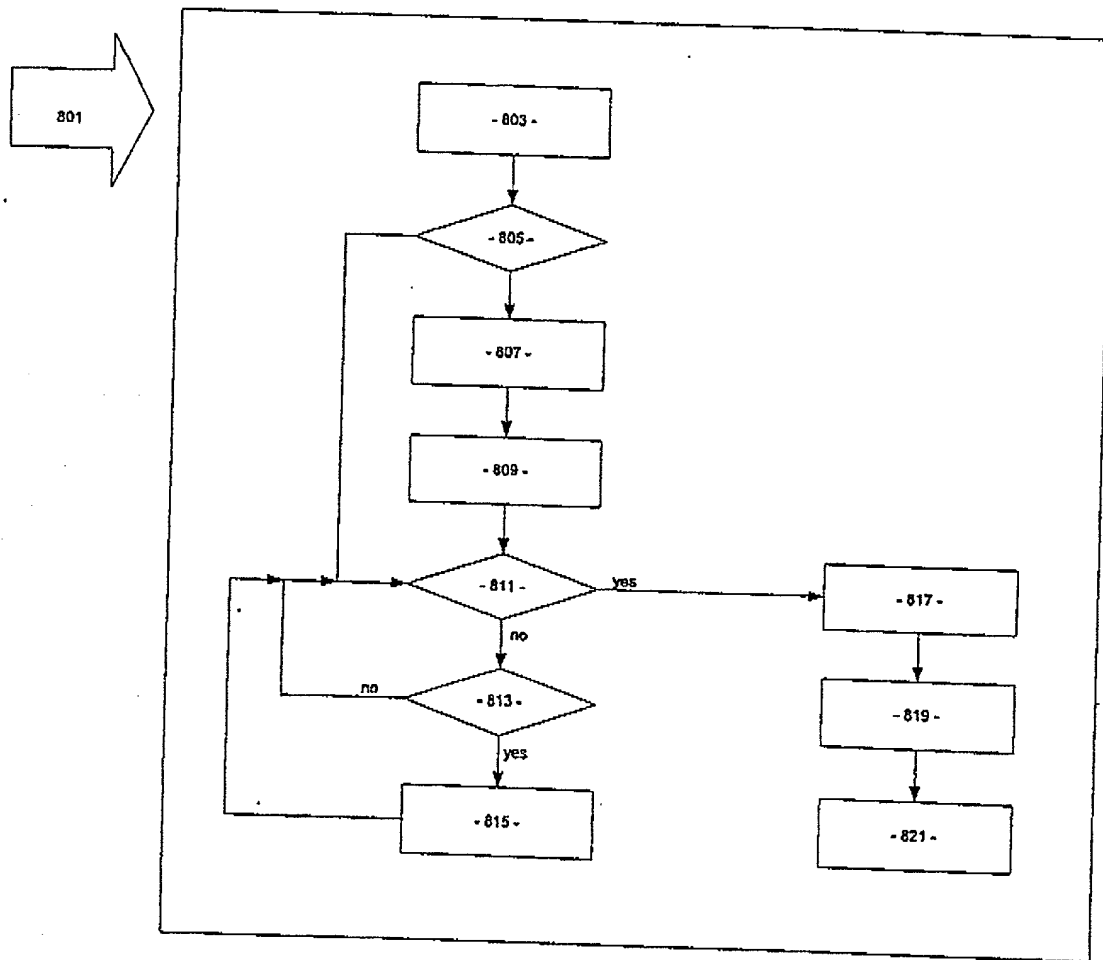 801
- 803 -
- 805 -
- 807 -
- 809 -
- 811 -
yes
- 817 -
no
- 813 -
no
- 819 -
yes
- 815 -
- 821 -